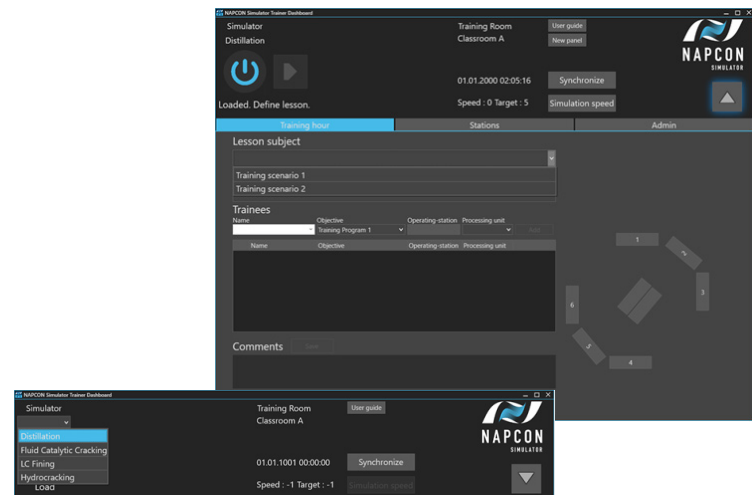 NAPCON Simulator Trainer Dashboard
Simulator
Distillation
Training Room
Classroom A
User guide
New panel
NAPCON
SIMULATOR
01.01.2000 02:05:16
Synchronize
Loaded. Define lesson.
Speed : 0 Target : 5
Simulation speed
Training hour
Stations
Admin
Lesson subject
Training scenario 1
Training scenario 2
Trainees
Name
Objective
Operating-station
Processing unit
Training Program 1
Add
Name
Objective
Operating-station
Processing unit
1
2
3
4
5
6
Comments
Save
NAPCON Simulator Trainer Dashboard
Simulator
Training Room
Classroom A
User guide
NAPCON
SIMULATOR
Distillation
Fluid Catalytic Cracking
LC Fining
Hydrocracking
Load
01.01.1001 00:00:00
Synchronize
Speed : -1 Target : -1
Simulation speed